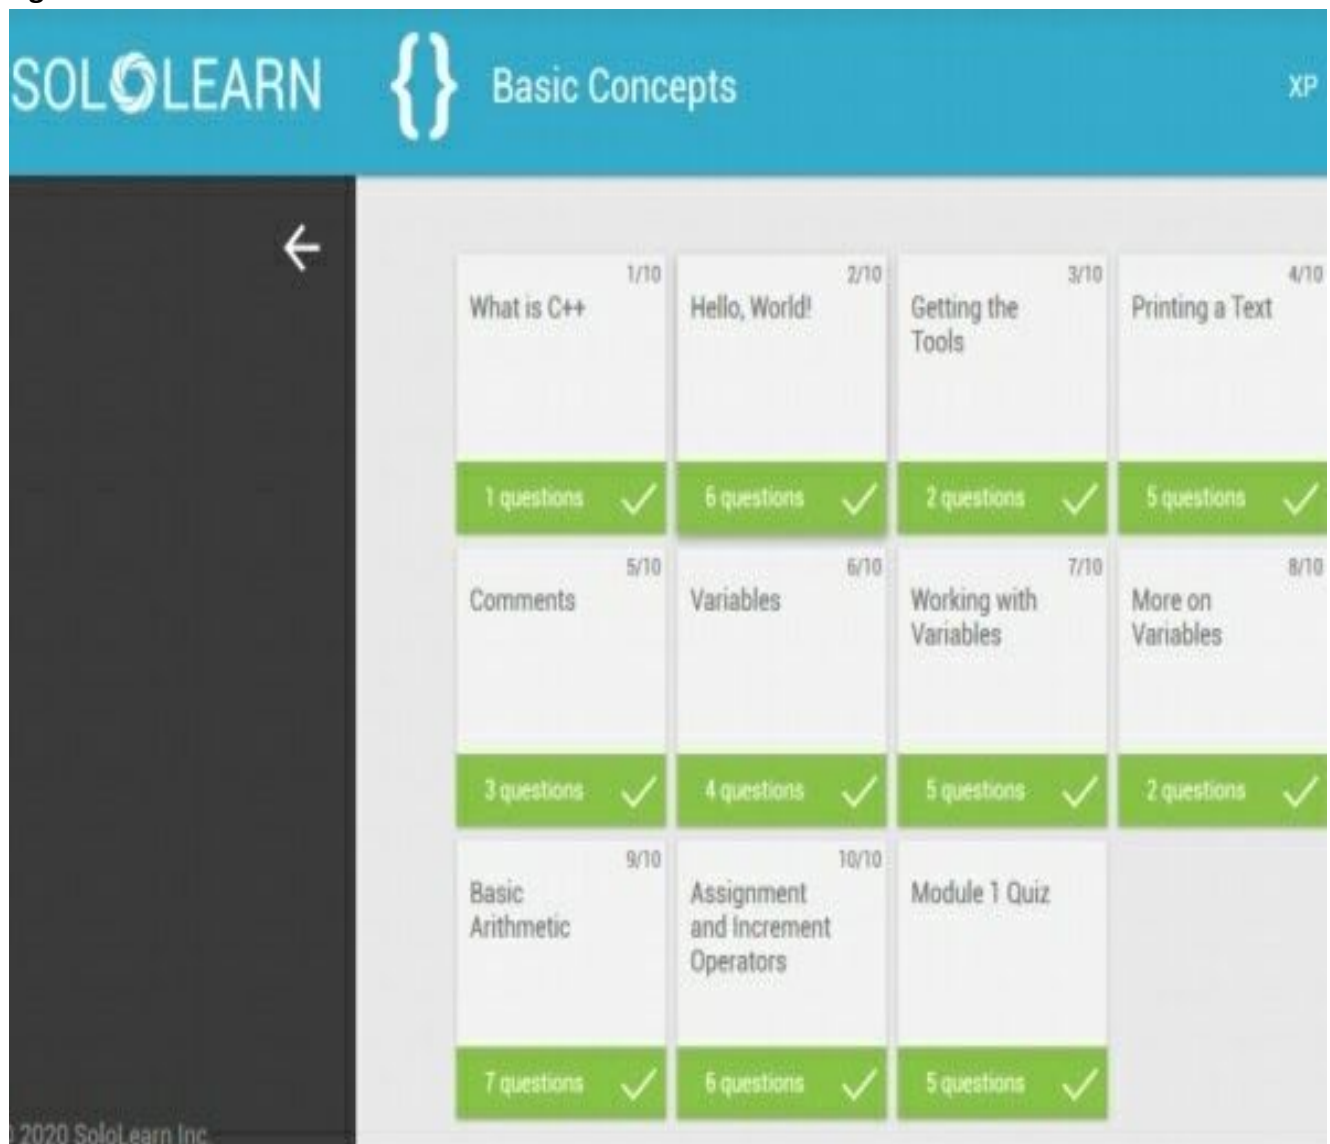 SOLOLEARN
{} Basic Concepts
XP
1/10
What is C++
1 questions
2/10
Hello, World!
6 questions
3/10
Getting the
Tools
2 questions
4/10
Printing a Text
5 questions
5/10
Comments
3 questions
6/10
Variables
4 questions
7/10
Working with
Variables
5 questions
8/10
More on
Variables
2 questions
9/10
Basic
Arithmetic
7 questions
10/10
Assignment
and Increment
Operators
6 questions
Module 1 Quiz
5 questions
2020 SoloLearn Inc